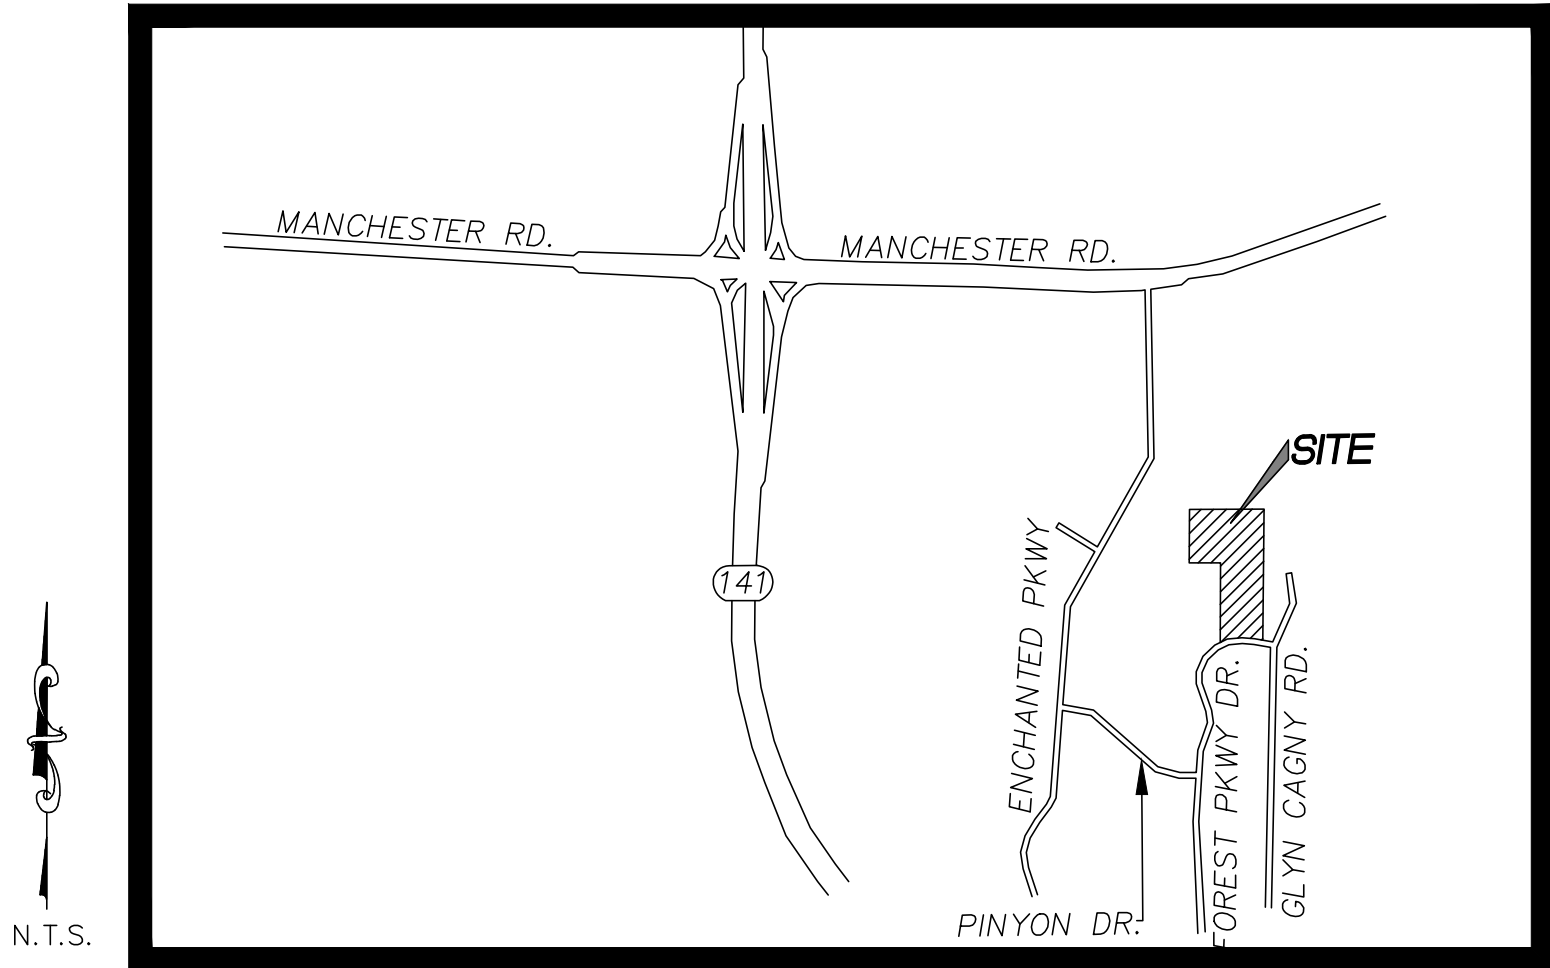 MANCHESTER RD.
MANCHESTER RD.
SITE
141
ENCHANTED PKWY
FOREST PKWY DR.
GLYN CAGNY RD.
PINYON DR.
N.T.S.